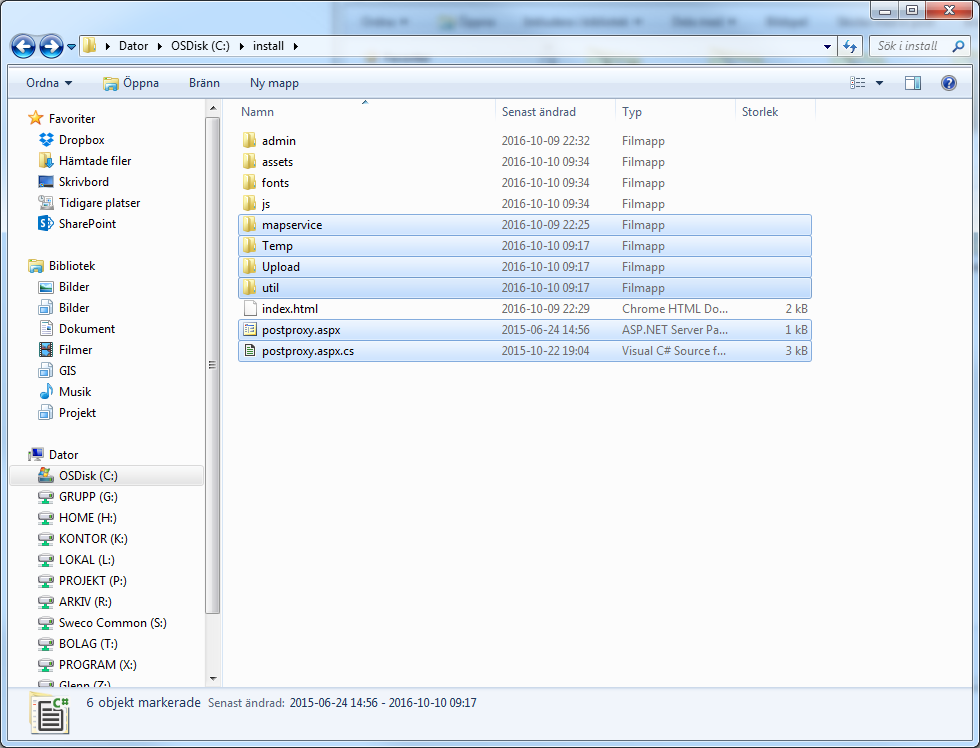 Dator OSDisk (C:) install Sök i install
Ordna Öppna Bränn Ny mapp
Namn Senast ändrad Typ Storlek
Favoriter
Dropbox
Hämtade filer
Skrivbord
Tidigare platser
SharePoint
Bibliotek
Bilder
Bilder
Dokument
Filmer
GIS
Musik
Projekt
Dator
OSDisk (C:)
GRUPP (G:)
HOME (H:)
KONTOR (K:)
LOKAL (L:)
PROJEKT (P:)
ARKIV (R:)
Sweco Common (S:)
BOLAG (T:)
PROGRAM (X:)
Glenn (Z:)
admin 2016-10-09 22:32 Filmapp
assets 2016-10-10 09:34 Filmapp
fonts 2016-10-10 09:34 Filmapp
js 2016-10-10 09:34 Filmapp
mapservice 2016-10-09 22:25 Filmapp
Temp 2016-10-10 09:17 Filmapp
Upload 2016-10-10 09:17 Filmapp
util 2016-10-10 09:17 Filmapp
index.html 2016-10-09 22:29 Chrome HTML Do... 2 kB
postproxy.aspx 2015-06-24 14:56 ASP.NET Server Pa... 1 kB
postproxy.aspx.cs 2015-10-22 19:04 Visual C# Source f... 3 kB
C#
6 objekt markerade Senast ändrad: 2015-06-24 14:56 - 2016-10-10 09:17